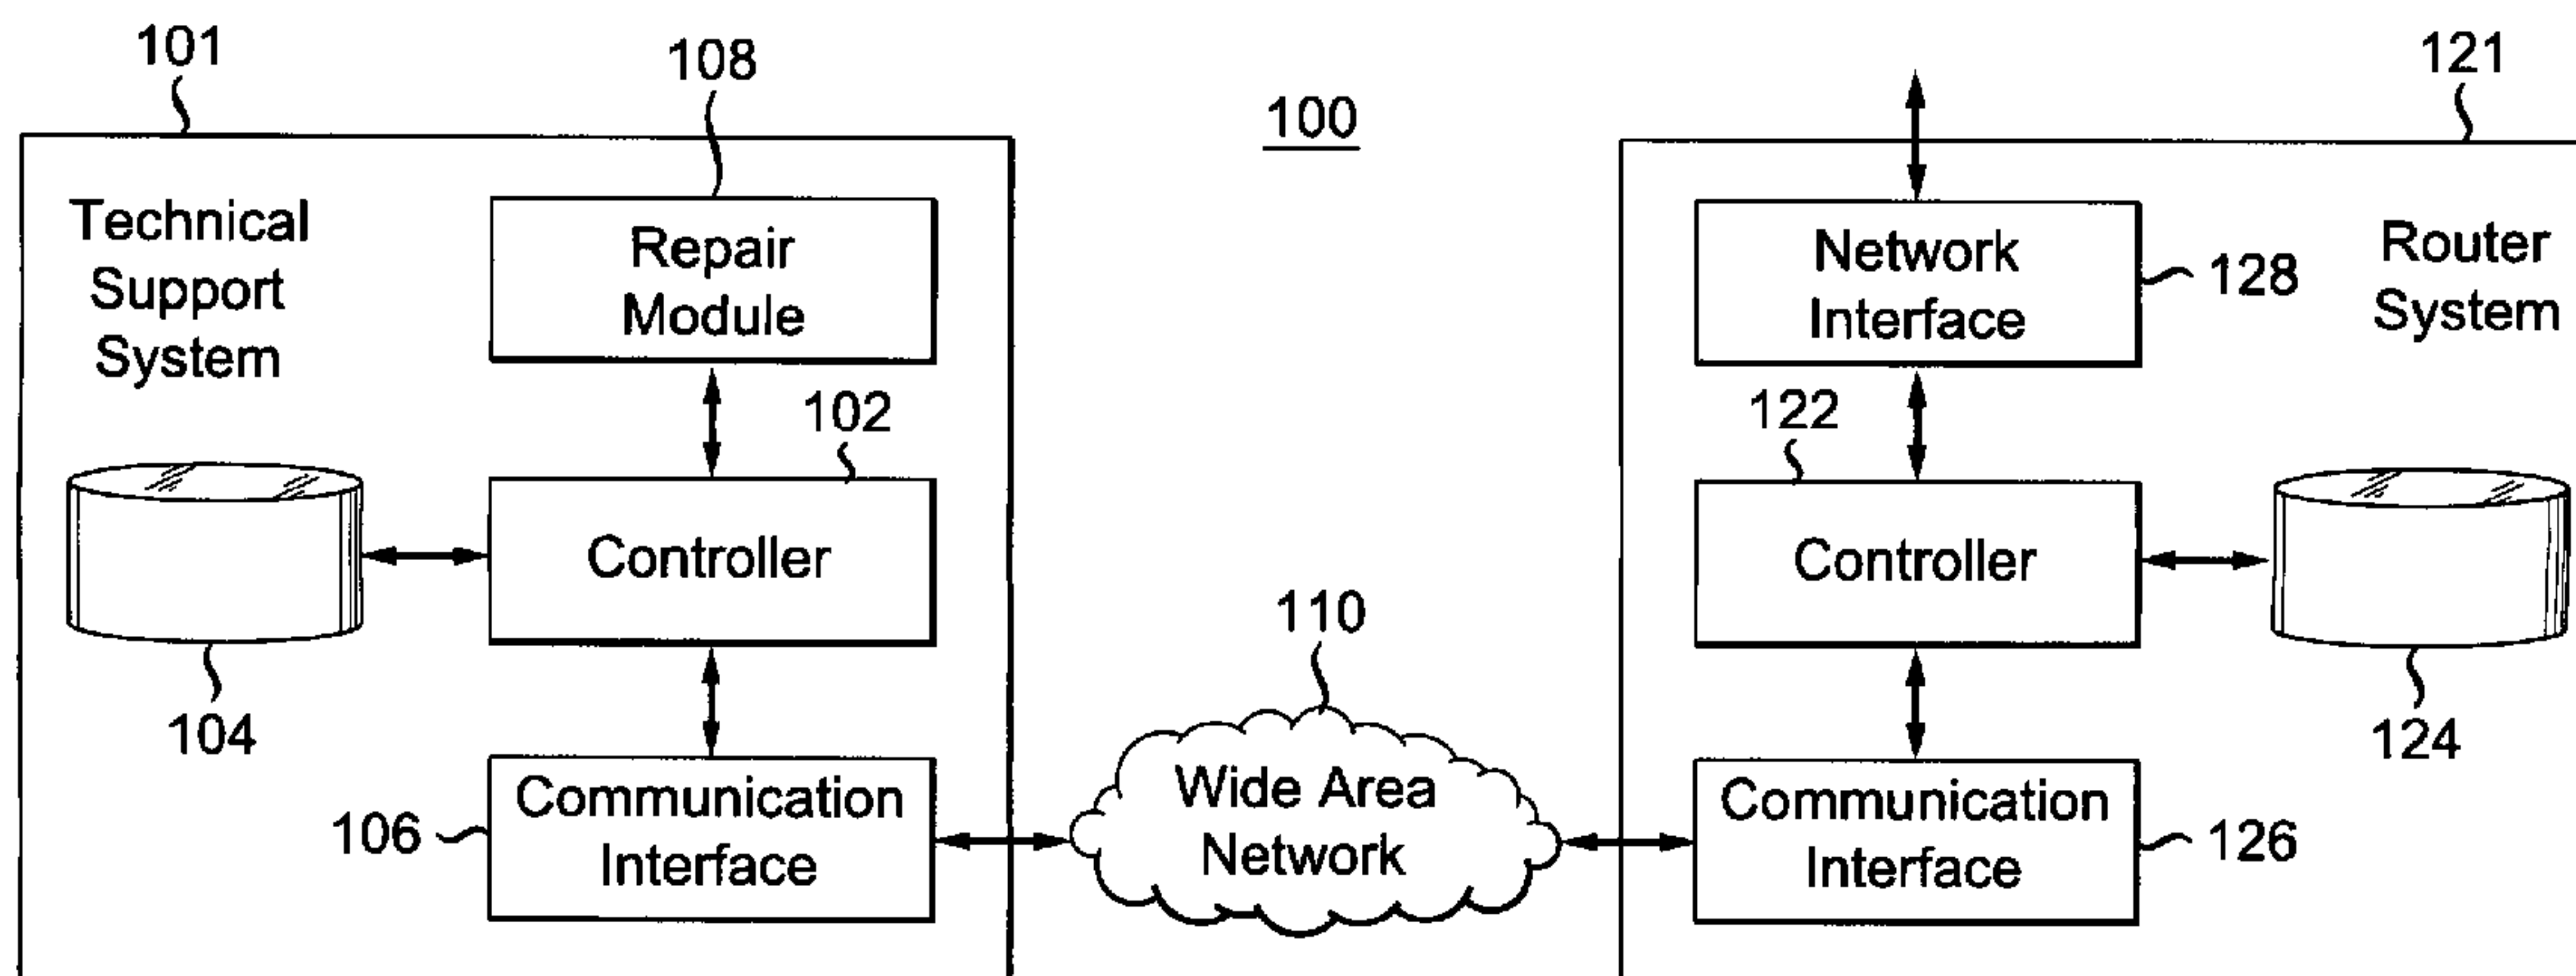 101
108
100
121
Technical
Support
System
Repair
Module
Network
Interface
128
Router
System
102
122
Controller
Controller
104
110
124
106
Communication
Interface
Wide Area
Network
Communication
Interface
126